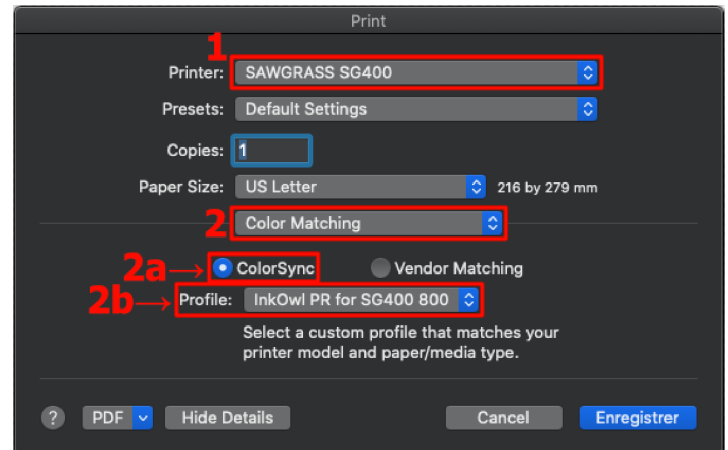 Print
1
Printer: SAWGRASS SG400
Presets: Default Settings
Copies: 1
Paper Size: US Letter 216 by 279 mm
2 Color Matching
2a→ ColorSync Vendor Matching
2b→ Profile: InkOwl PR for SG400 800
Select a custom profile that matches your
printer model and paper/media type.
? PDF Hide Details Cancel Enregistrer